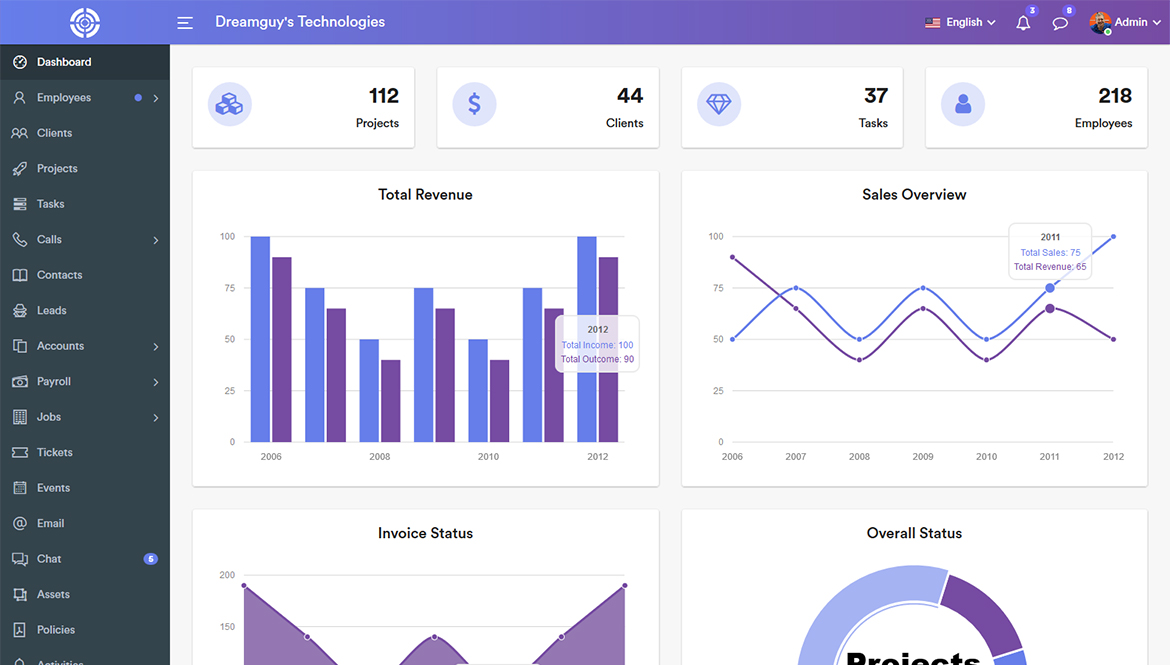 Dreamguy's Technologies
English
3
8
Admin
Dashboard
Employees
Clients
Projects
Tasks
Calls
Contacts
Leads
Accounts
Payroll
Jobs
Tickets
Events
Email
Chat
5
Assets
Policies
Activities
112
Projects
44
Clients
37
Tasks
218
Employees
Total Revenue
100
75
50
25
0
2006
2008
2010
2012
2012
Total Income: 100
Total Outcome: 90
Sales Overview
100
75
50
25
0
2006
2007
2008
2009
2010
2011
2012
2011
Total Sales: 75
Total Revenue: 65
Invoice Status
200
150
Overall Status
Projects